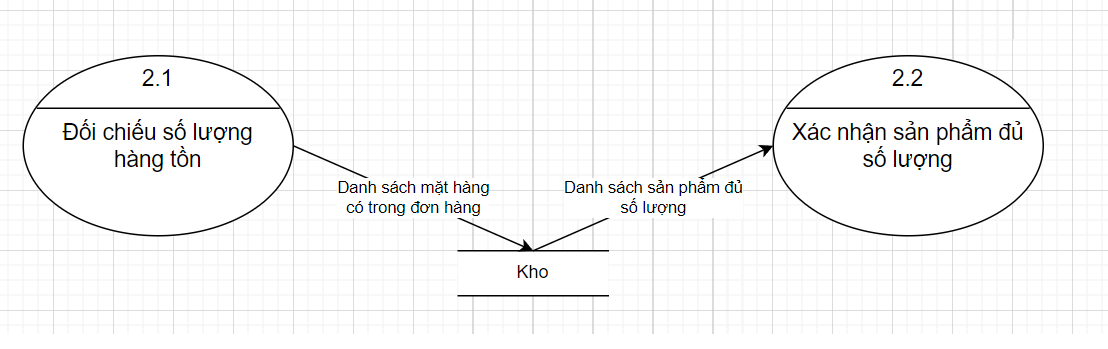 2.1
Đối chiếu số lượng
hàng tồn
2.2
Xác nhận sản phẩm đủ
số lượng
Danh sách mặt hàng
có trong đơn hàng
Danh sách sản phẩm đủ
số lượng
Kho